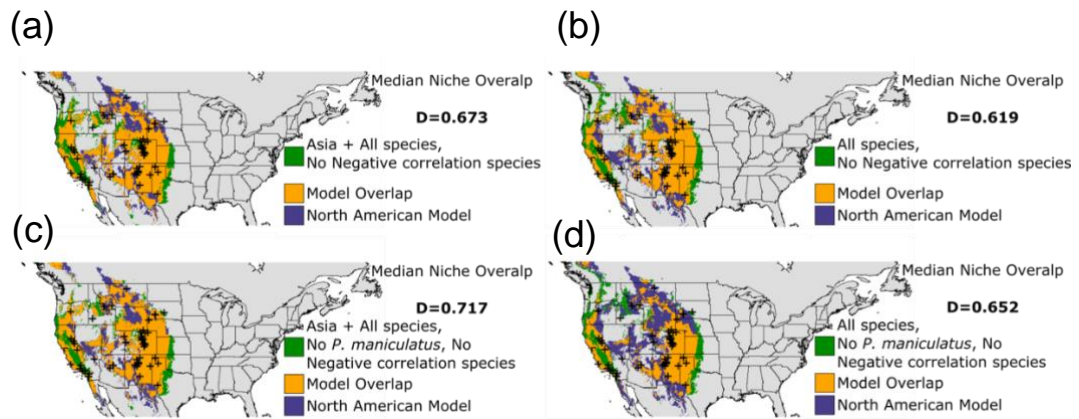 (a)
Median Niche Overalp
D=0.673
Asia + All species,
No Negative correlation species
Model Overlap
North American Model
(b)
Median Niche Overalp
D=0.619
All species,
No Negative correlation species
Model Overlap
North American Model
(c)
Median Niche Overalp
D=0.717
Asia + All species,
No P. maniculatus, No
Negative correlation species
Model Overlap
North American Model
(d)
Median Niche Overalp
D=0.652
All species,
No P. maniculatus, No
Negative correlation species
Model Overlap
North American Model